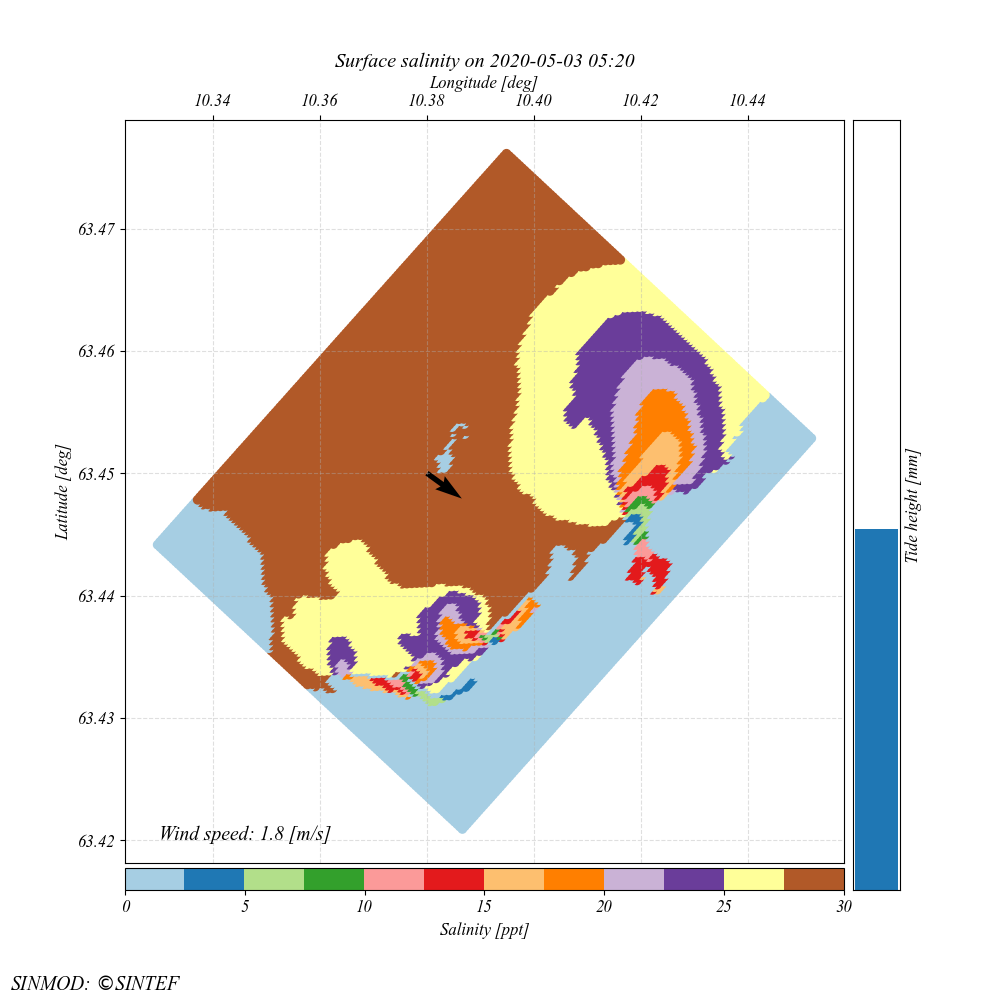 Surface salinity on 2020-05-03 05:20
Longitude [deg]
10.34 10.36 10.38 10.40 10.42 10.44
63.47
63.46
63.45
63.44
63.43
63.42
Latitude [deg]
Tide height [mm]
Wind speed: 1.8 [m/s]
0 5 10 15 20 25 30
Salinity [ppt]
SINMOD: ©SINTEF